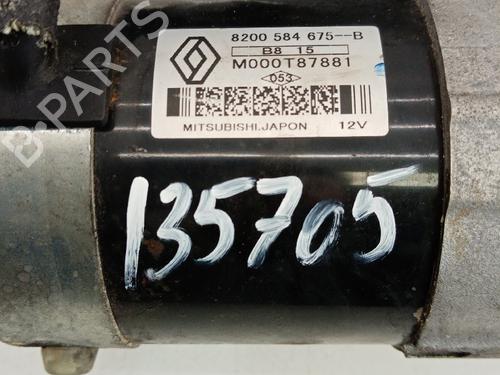 8200 584 675--B
B8 15
M000T87881
053
MITSUBISHI.JAPON 12V
135705
B-PARTS